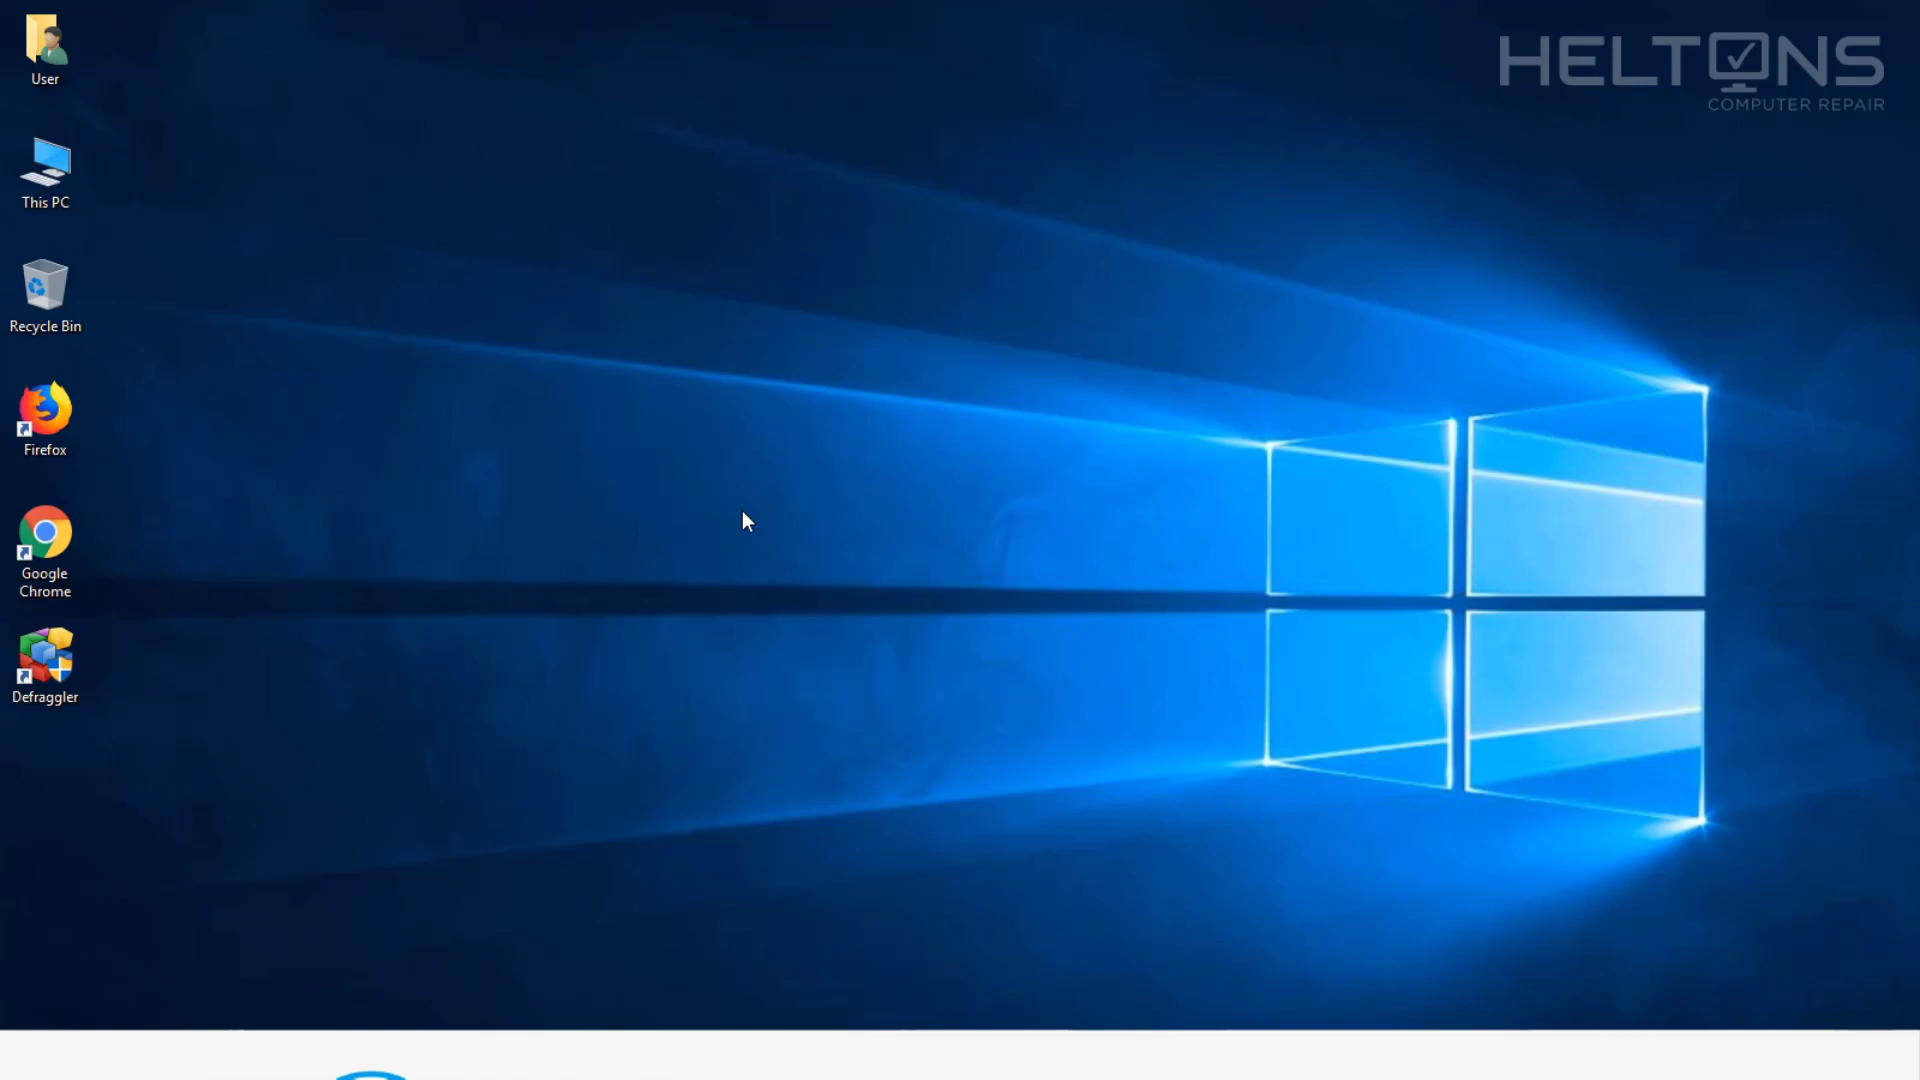 HELTONS
COMPUTER REPAIR
User
This PC
Recycle Bin
Firefox
Google
Chrome
Defraggler